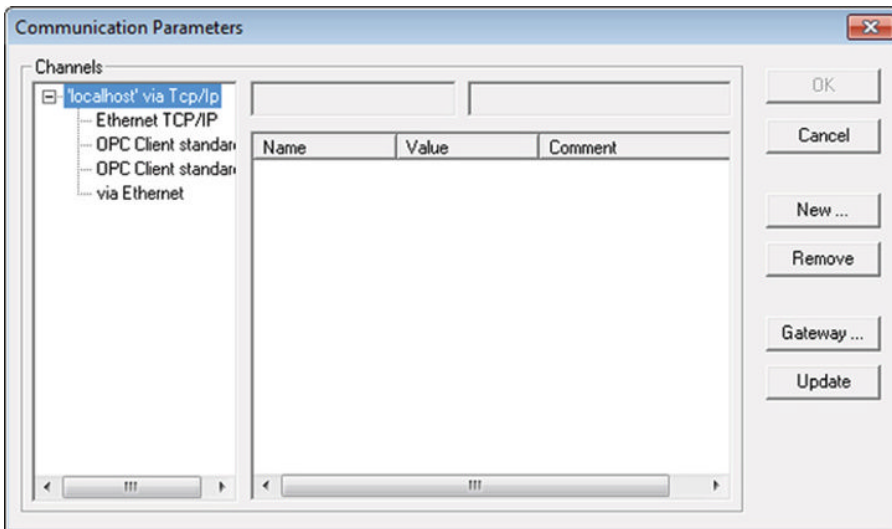 Communication Parameters
Channels
'localhost' via Tcp/Ip
Ethernet TCP/IP
OPC Client standar
OPC Client standar
via Ethernet
Name Value Comment
OK
Cancel
New ...
Remove
Gateway ...
Update